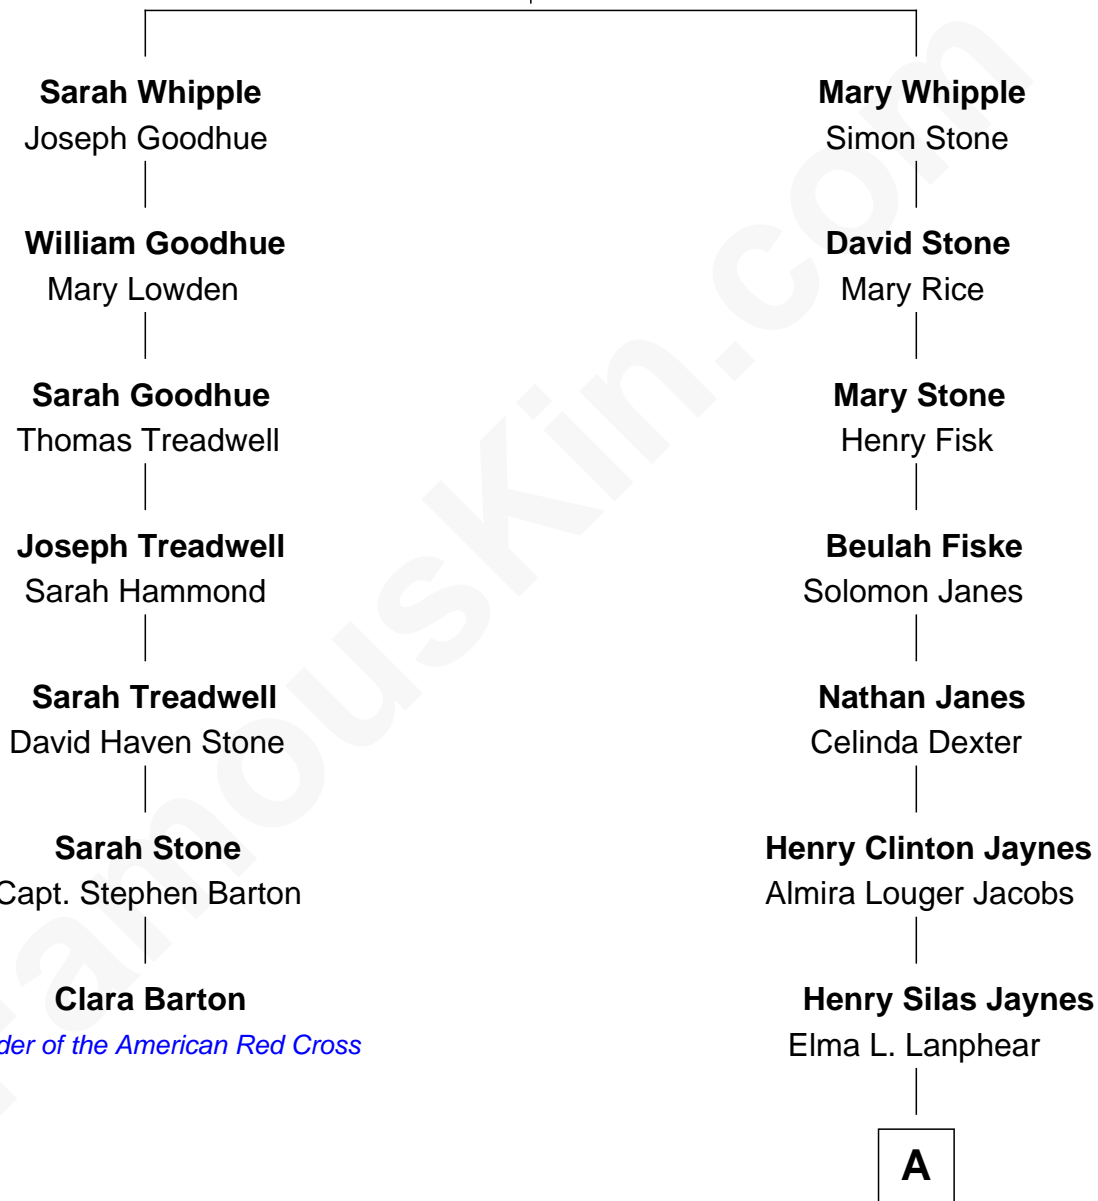 Sarah Whipple
Joseph Goodhue
William Goodhue
Mary Lowden
Sarah Goodhue
Thomas Treadwell
Joseph Treadwell
Sarah Hammond
Sarah Treadwell
David Haven Stone
Sarah Stone
Capt. Stephen Barton
Clara Barton
der of the American Red Cross
Mary Whipple
Simon Stone
David Stone
Mary Rice
Mary Stone
Henry Fisk
Beulah Fiske
Solomon Janes
Nathan Janes
Celinda Dexter
Henry Clinton Jaynes
Almira Louger Jacobs
Henry Silas Jaynes
Elma L. Lanphear
A
FamousKin.com